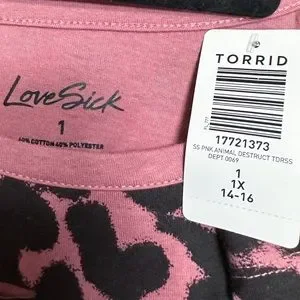 LoveSick
1
60% COTTON 40% POLYESTER
TORRID
17721373
SS PNK ANIMAL DESTRUCT TDRSS
DEPT 0069
1
1X
14-16